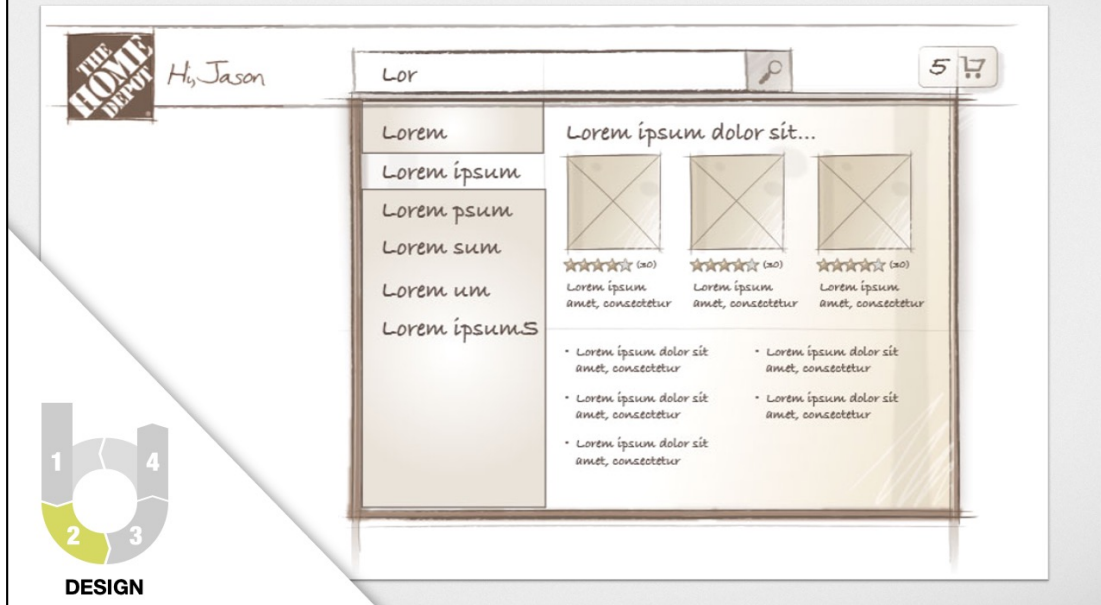 THE
HOME
DEPOT
Hi, Jason
Lor
5
Lorem
Lorem ipsum
Lorem psum
Lorem sum
Lorem um
Lorem ipsumS
Lorem ipsum dolor sit...
(20)
Lorem ipsum
amet, consectetur
(20)
Lorem ipsum
amet, consectetur
(20)
Lorem ipsum
amet, consectetur
• Lorem ipsum dolor sit
amet, consectetur
• Lorem ipsum dolor sit
amet, consectetur
• Lorem ipsum dolor sit
amet, consectetur
• Lorem ipsum dolor sit
amet, consectetur
• Lorem ipsum dolor sit
amet, consectetur
1
4
2
3
DESIGN